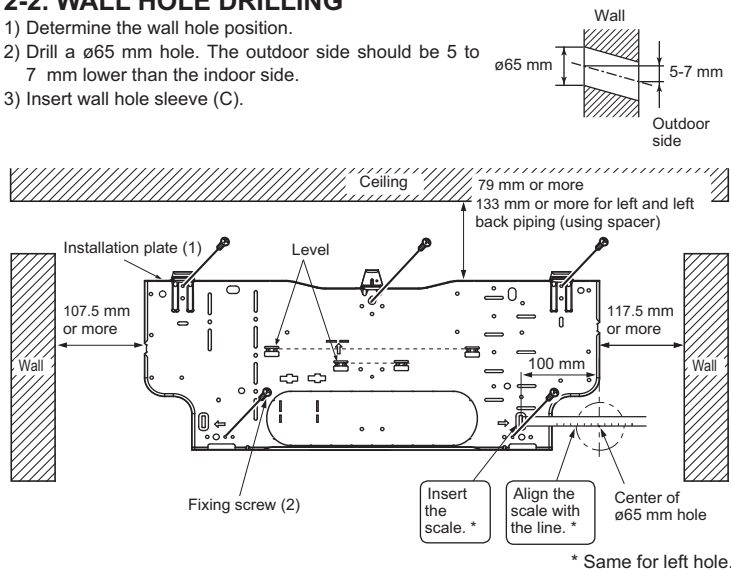 2-2. WALL HOLE DRILLING
1) Determine the wall hole position.
2) Drill a ø65 mm hole. The outdoor side should be 5 to
7 mm lower than the indoor side.
3) Insert wall hole sleeve (C).
Wall
ø65 mm
5-7 mm
Outdoor
side
Ceiling
79 mm or more
133 mm or more for left and left
back piping (using spacer)
Installation plate (1)
Level
107.5 mm
or more
117.5 mm
or more
100 mm
Wall
Wall
Fixing screw (2)
Insert
the
scale. *
Align the
scale with
the line. *
Center of
ø65 mm hole
* Same for left hole.